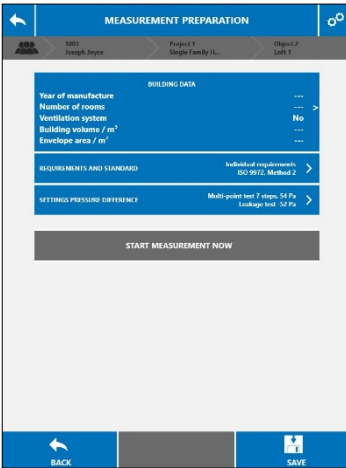 MEASUREMENT PREPARATION
1001 Project 1 Object 2
Joseph Joyce Single Family H... Loft 1
BUILDING DATA
Year of manufacture ---
Number of rooms --- >
Ventilation system No
Building volume / m³ ---
Envelope area / m² ---
REQUIREMENTS AND STANDARD Individual requirements
ISO 9972, Method 2 >
SETTINGS PRESSURE DIFFERENCE Multi-point test 7 steps, 54 Pa
Leakage test -52 Pa >
START MEASUREMENT NOW
BACK SAVE